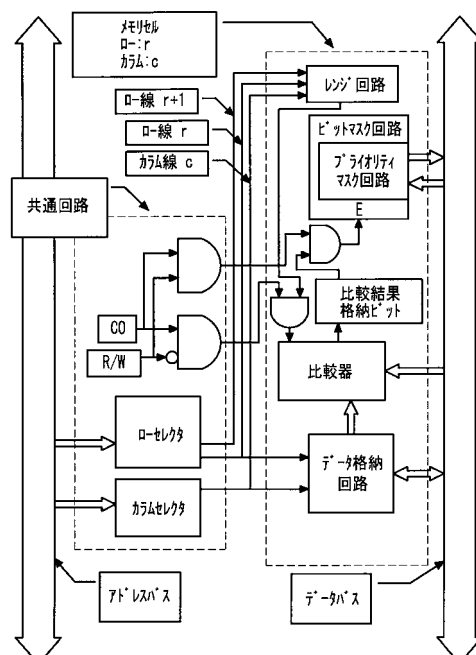 メモリセル
ロー:r
カラム:c
ロー線 r+1
ロー線 r
カラム線 c
レンジ回路
ビットマスク回路
プライオリティ
マスク回路
E
共通回路
CO
R/W
比較結果
格納ビット
比較器
ローセレクタ
カラムセレクタ
データ格納
回路
アドレスバス
データバス